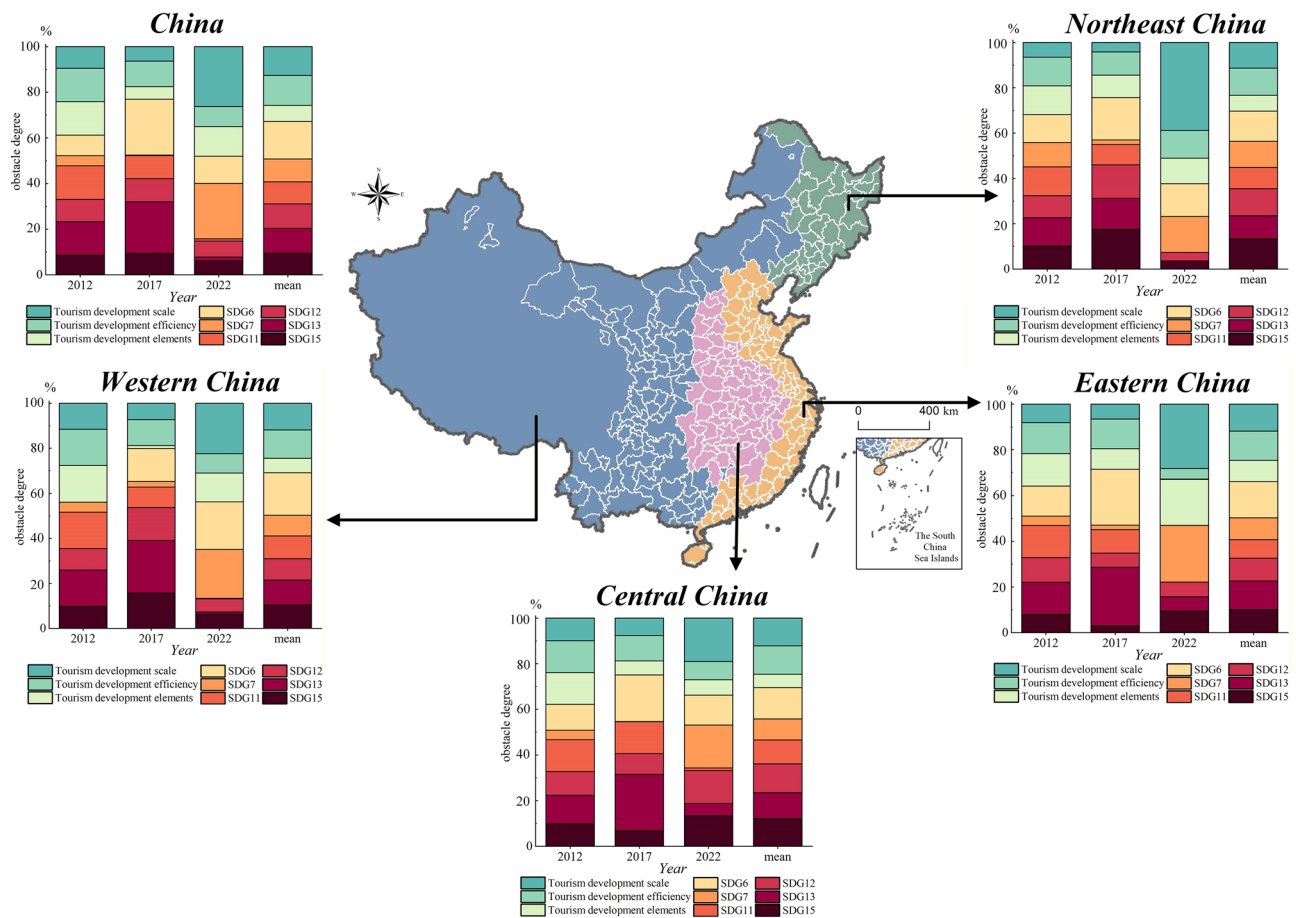 China
%
100
80
60
40
20
0
obstacle degree
2012
2017
2022
mean
Year
Tourism development scale
Tourism development efficiency
Tourism development elements
SDG6
SDG7
SDG11
SDG12
SDG13
SDG15
Northeast China
%
100
80
60
40
20
0
obstacle degree
2012
2017
2022
mean
Year
Tourism development scale
Tourism development efficiency
Tourism development elements
SDG6
SDG7
SDG11
SDG12
SDG13
SDG15
N
W
E
S
Western China
%
100
80
60
40
20
0
obstacle degree
2012
2017
2022
mean
Year
Tourism development scale
Tourism development efficiency
Tourism development elements
SDG6
SDG7
SDG11
SDG12
SDG13
SDG15
0
400 km
The South
China
Sea Islands
Eastern China
%
100
80
60
40
20
0
obstacle degree
2012
2017
2022
mean
Year
Tourism development scale
Tourism development efficiency
Tourism development elements
SDG6
SDG7
SDG11
SDG12
SDG13
SDG15
Central China
%
100
80
60
40
20
0
obstacle degree
2012
2017
2022
mean
Year
Tourism development scale
Tourism development efficiency
Tourism development elements
SDG6
SDG7
SDG11
SDG12
SDG13
SDG15